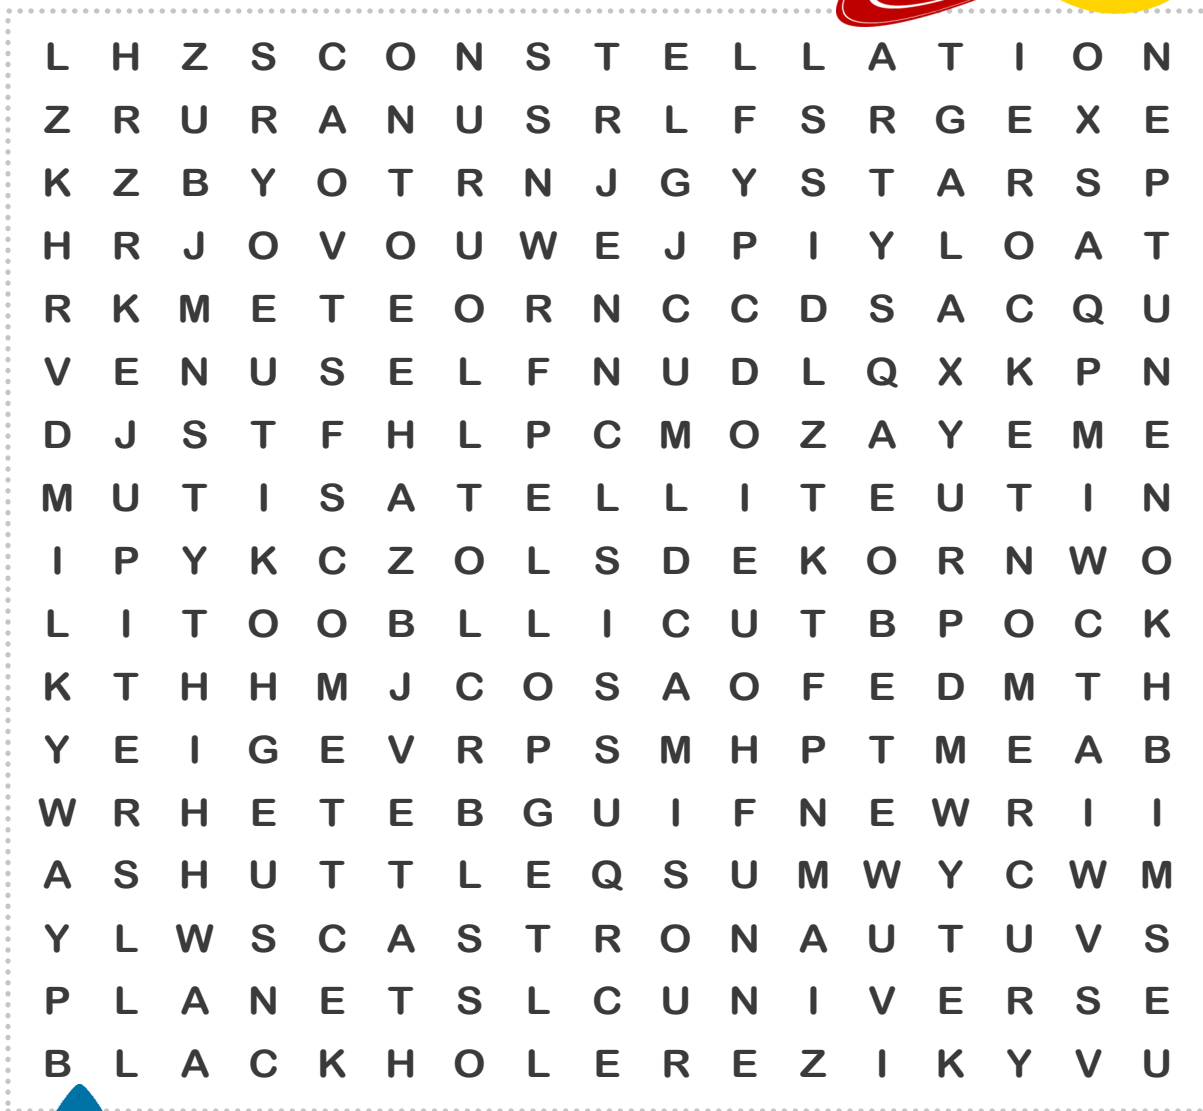 L H Z S C O N S T E L L A T I O N
Z R U R A N U S R L F S R G E X E
K Z B Y O T R N J G Y S T A R S P
H R J O V O U W E J P I Y L O A T
R K M E T E O R N C C D S A C Q U
V E N U S E L F N U D L Q X K P N
D J S T F H L P C M O Z A Y E M E
M U T I S A T E L L I T E U T I N
I P Y K C Z O L S D E K O R N W O
L I T O O B L L I C U T B P O C K
K T H H M J C O S A O F E D M T H
Y E I G E V R P S M H P T M E A B
W R H E T E B G U I F N E W R I I
A S H U T T L E Q S U M W Y C W M
Y L W S C A S T R O N A U T U V S
P L A N E T S L C U N I V E R S E
B L A C K H O L E R E Z I K Y V U